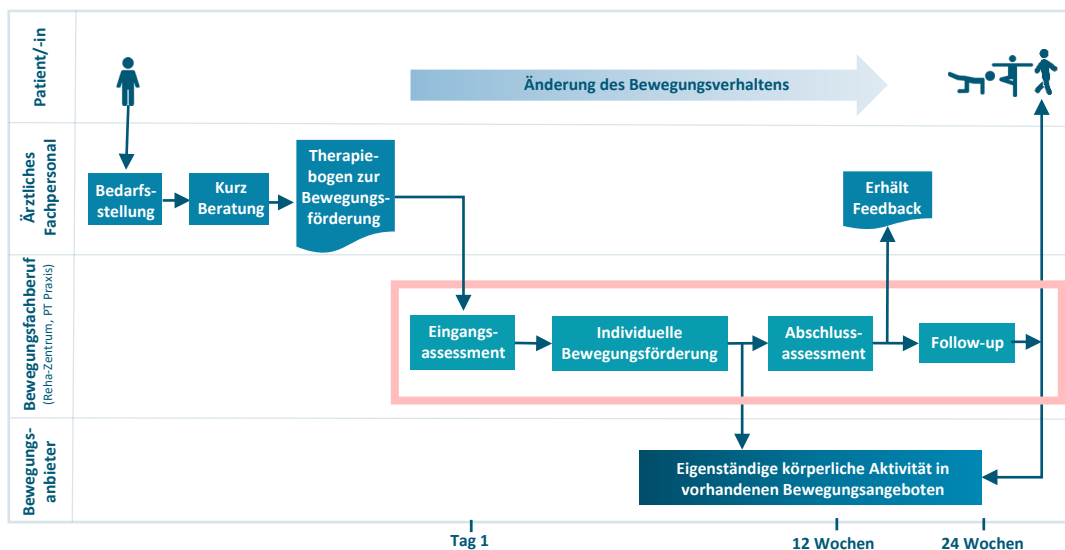 Patient/-in
Änderung des Bewegungsverhaltens
Ärztliches
Fachpersonal
Bedarfs-
stellung
Kurz
Beratung
Therapie-
bogen zur
Bewegungs-
förderung
Erhält
Feedback
Bewegungsfachberuf
(Reha-Zentrum, PT Praxis)
Eingangs-
assessment
Individuelle
Bewegungsförderung
Abschluss-
assessment
Follow-up
Bewegungs-
anbieter
Eigenständige körperliche Aktivität in
vorhandenen Bewegungsangeboten
Tag 1
12 Wochen
24 Wochen